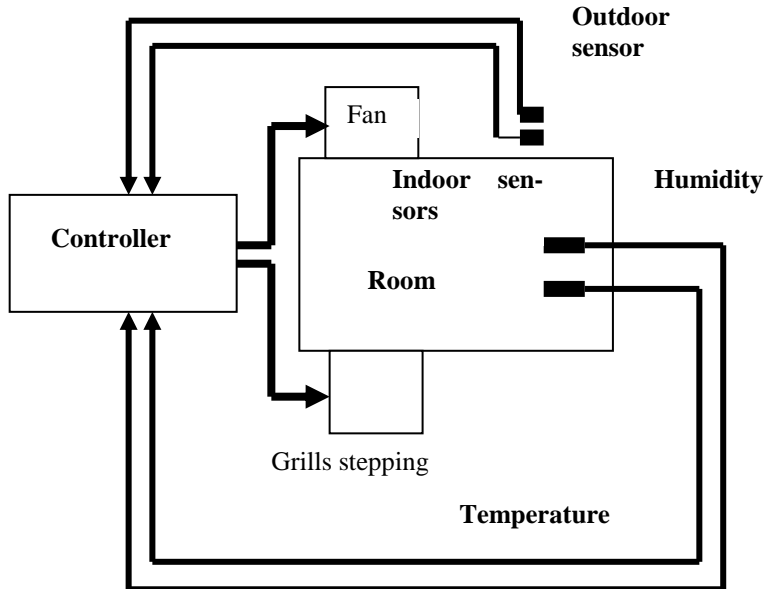 Outdoor
sensor
Fan
Indoor sen-
sors
Humidity
Controller
Room
Grills stepping
Temperature